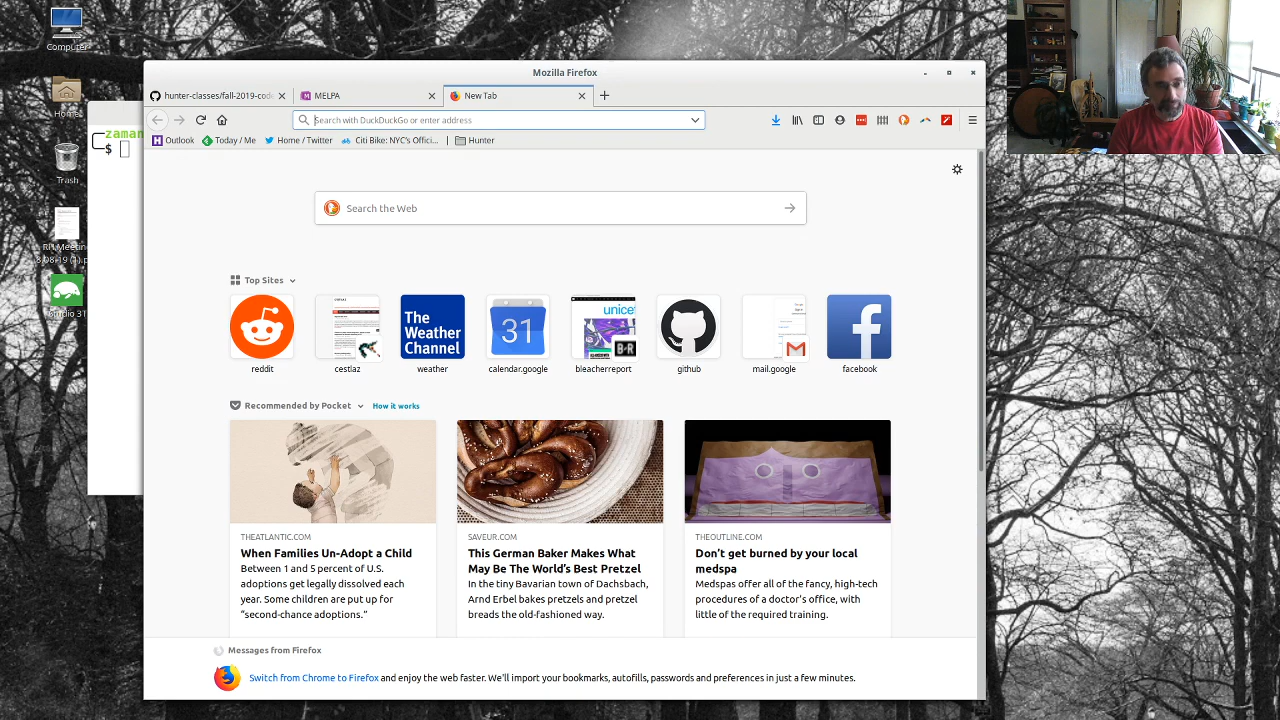 Computer
Home
Trash
Studio 31
zaman
$
Mozilla Firefox
hunter-classes/fall-2019-code
MELPA
New Tab
Search with DuckDuckGo or enter address
Outlook
Today / Me
Home / Twitter
Citi Bike: NYC's Offici...
Hunter
Search the Web
Top Sites
The
Weather
Channel
31
unicef
B·R
reddit
cestlaz
weather
calendar.google
bleacherreport
github
mail.google
facebook
Recommended by Pocket
How it works
THEATLANTIC.COM
When Families Un-Adopt a Child
Between 1 and 5 percent of U.S.
adoptions get legally dissolved each
year. Some children are put up for
“second-chance adoptions.”
SAVEUR.COM
This German Baker Makes What
May Be The World’s Best Pretzel
In the tiny Bavarian town of Dachsbach,
Arnd Erbel bakes pretzels and pretzel
breads the old-fashioned way.
THEOUTLINE.COM
Don’t get burned by your local
medspa
Medspas offer all of the fancy, high-tech
procedures of a doctor’s office, with
little of the required training.
Messages from Firefox
Switch from Chrome to Firefox and enjoy the web faster. We'll import your bookmarks, autofills, passwords and preferences in just a few minutes.